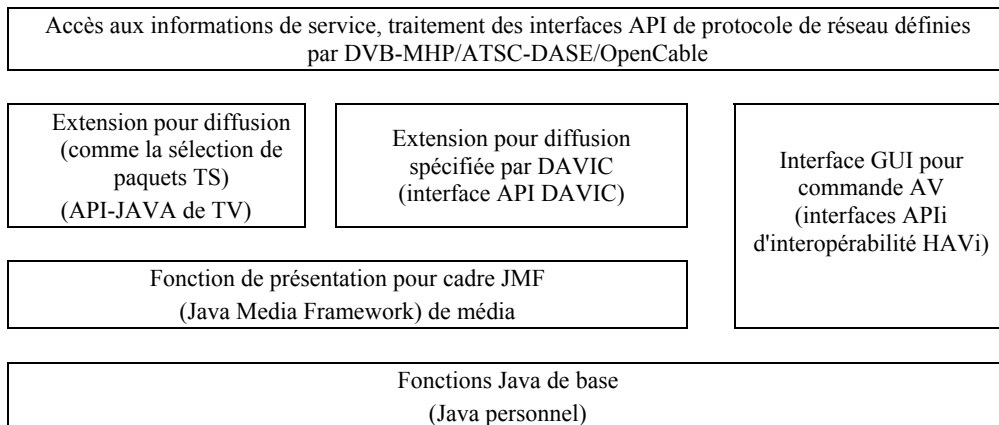 Accès aux informations de service, traitement des interfaces API de protocole de réseau définies
par DVB-MHP/ATSC-DASE/OpenCable
Extension pour diffusion
(comme la sélection de
paquets TS)
(API-JAVA de TV)
Extension pour diffusion
spécifiée par DAVIC
(interface API DAVIC)
Interface GUI pour
commande AV
(interfaces APIi
d'interopérabilité HAVi)
Fonction de présentation pour cadre JMF
(Java Media Framework) de média
Fonctions Java de base
(Java personnel)